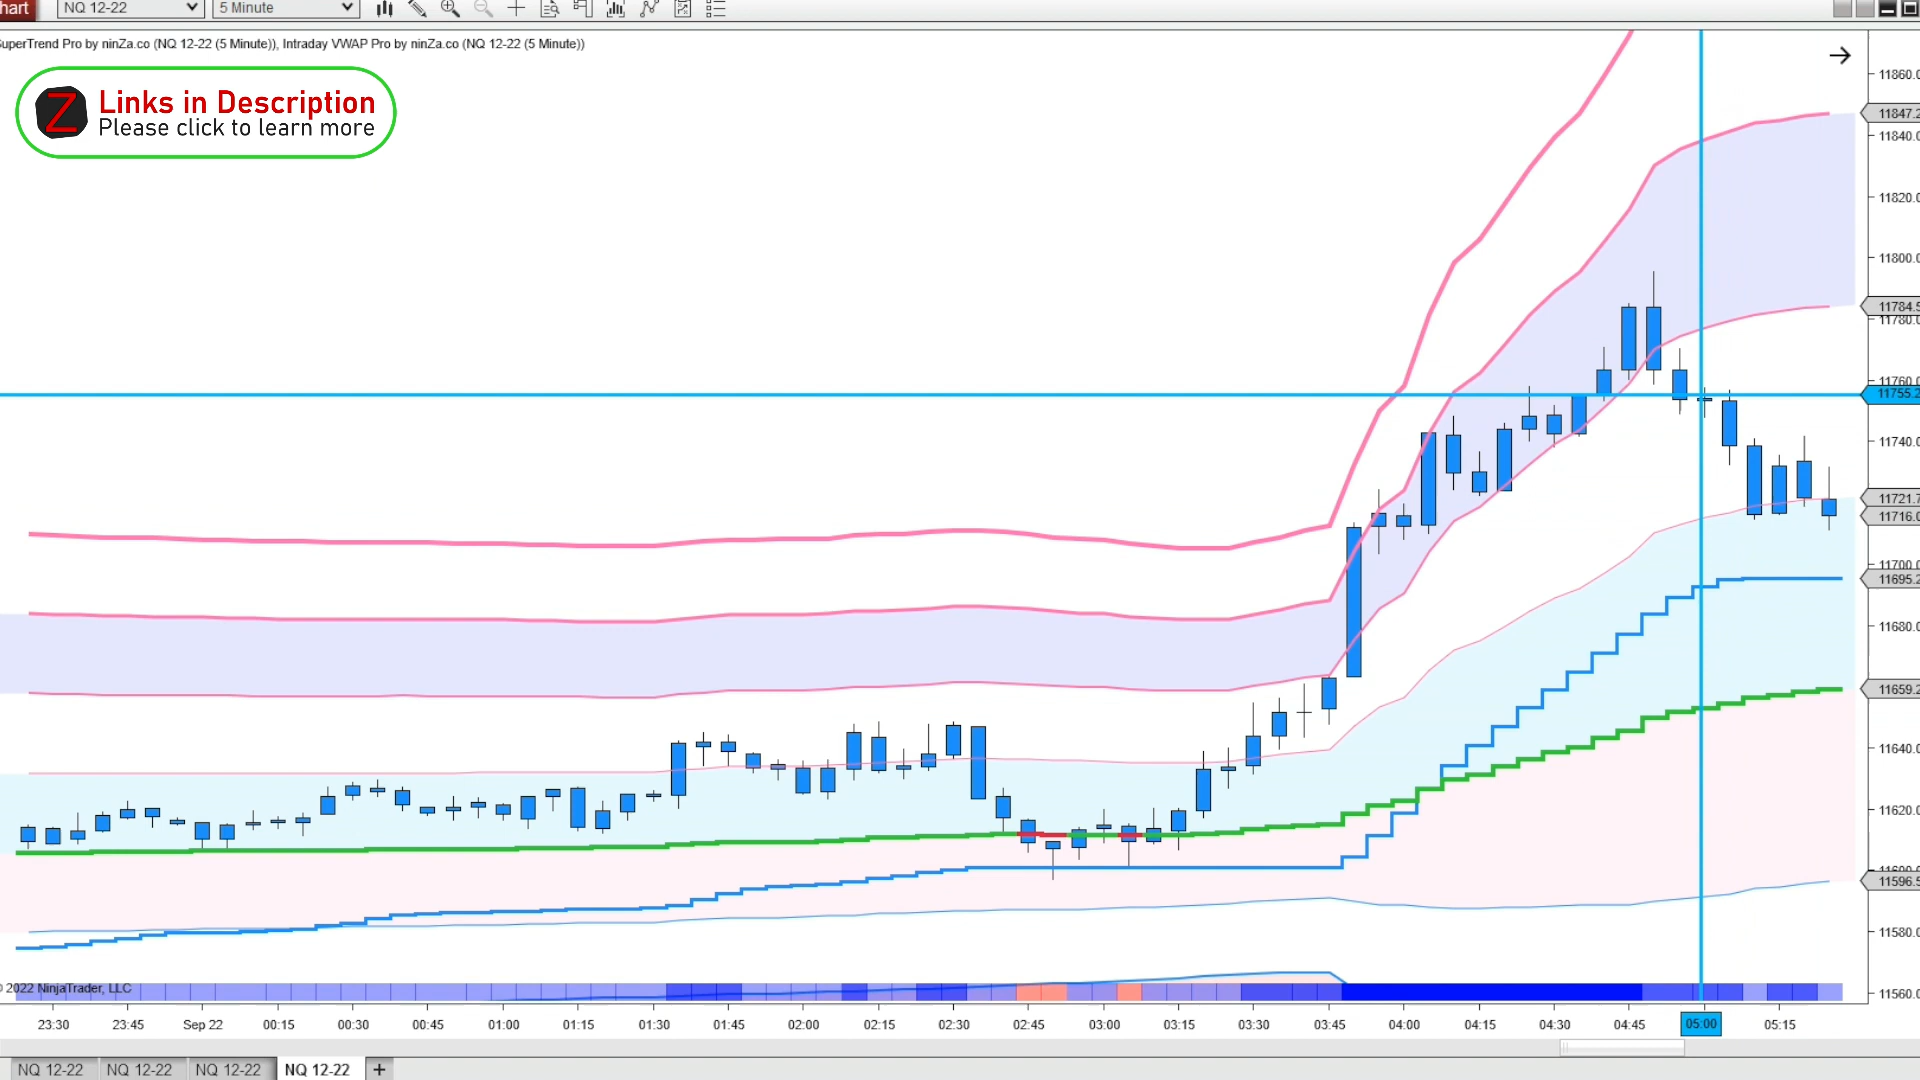 hart
NQ 12-22
5 Minute
SuperTrend Pro by ninZa.co (NQ 12-22 (5 Minute)), Intraday VWAP Pro by ninZa.co (NQ 12-22 (5 Minute))
Z
Links in Description
Please click to learn more
11860.0
11847.2
11840.0
11820.0
11800.0
11784.5
11780.0
11760.0
11755.2
11740.0
11721.7
11716.0
11700.0
11695.2
11680.0
11659.2
11640.0
11620.0
11600.0
11596.5
11580.0
11560.0
© 2022 NinjaTrader, LLC
23:30 23:45 Sep 22 00:15 00:30 00:45 01:00 01:15 01:30 01:45 02:00 02:15 02:30 02:45 03:00 03:15 03:30 03:45 04:00 04:15 04:30 04:45 05:00 05:15
NQ 12-22 NQ 12-22 NQ 12-22 NQ 12-22 +